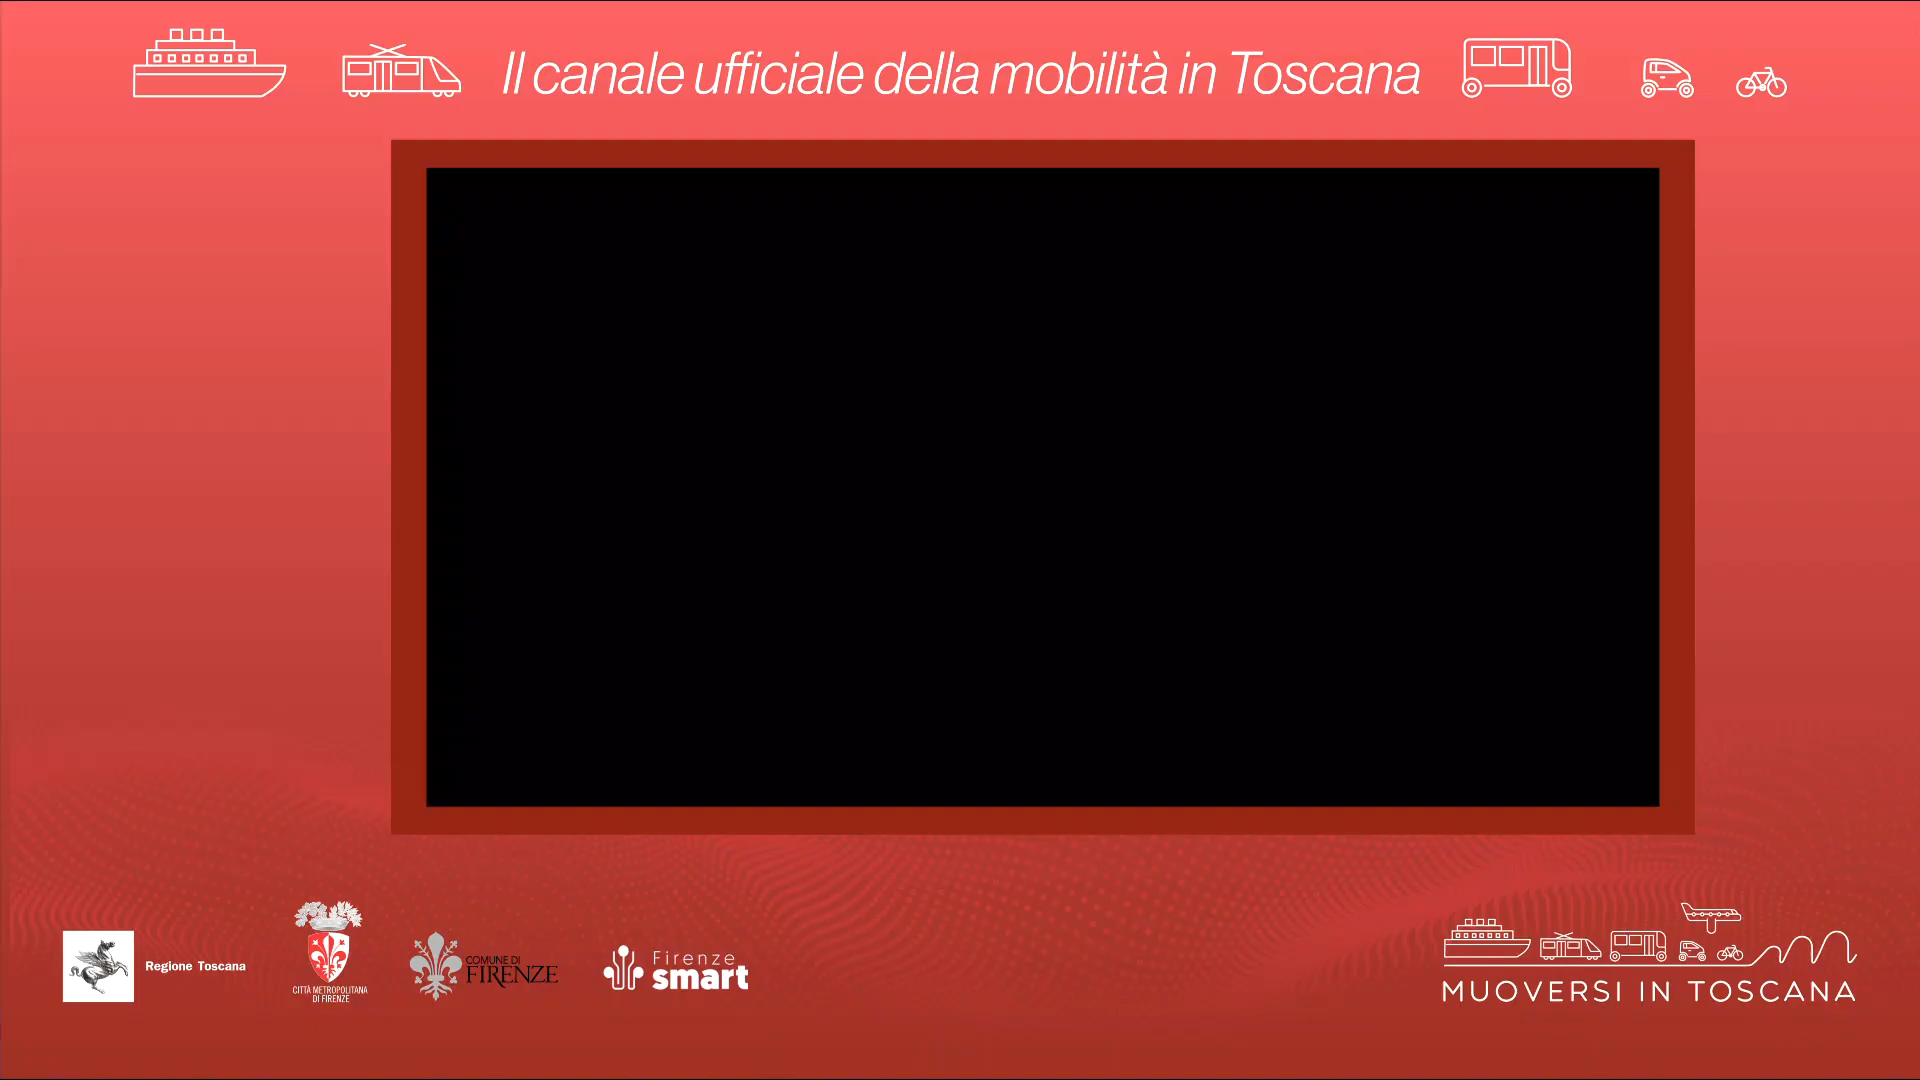 Il canale ufficiale della mobilità in Toscana
Regione Toscana
CITTÀ METROPOLITANA
DI FIRENZE
COMUNE DI
FIRENZE
Firenze
smart
MUOVERSI IN TOSCANA